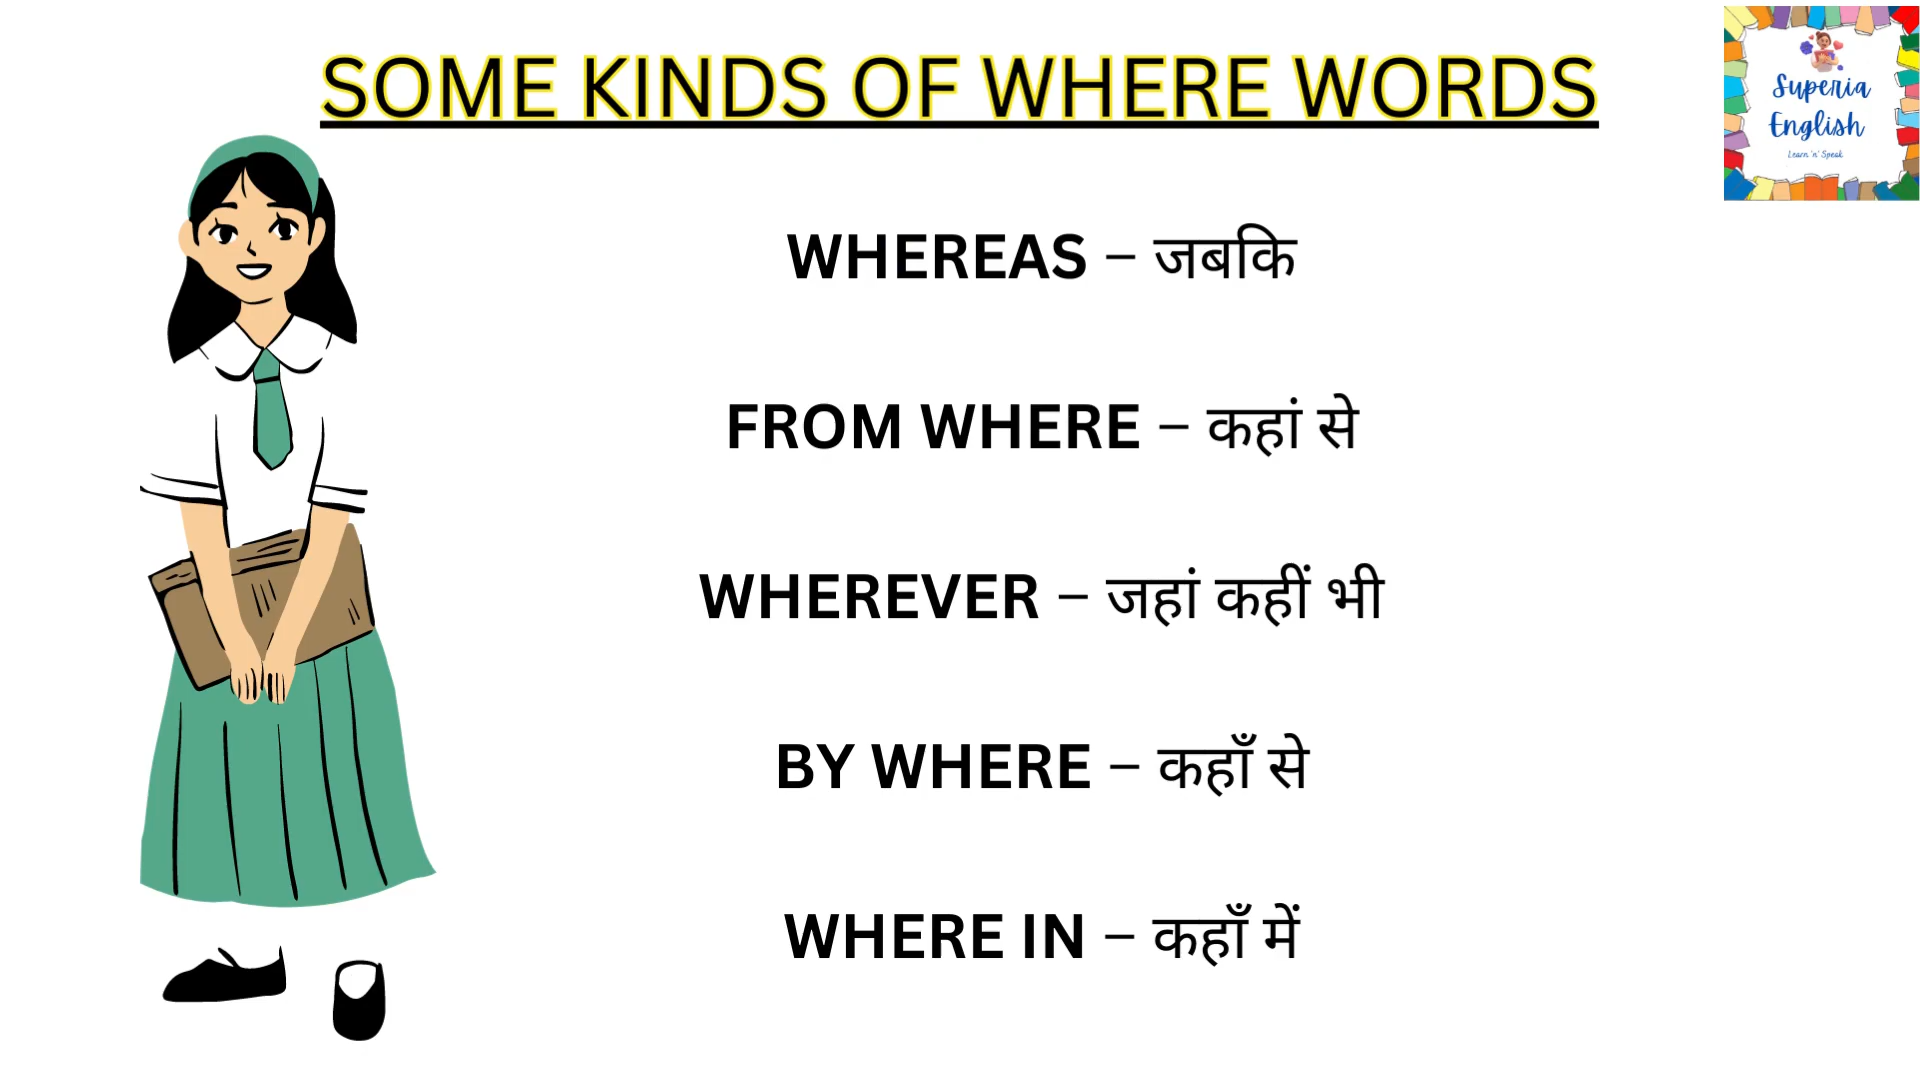 SOME KINDS OF WHERE WORDS
Superia
English
Learn 'n' Speak
WHEREAS – जबकि
FROM WHERE – कहां से
WHEREVER – जहां कहीं भी
BY WHERE – कहाँ से
WHERE IN – कहाँ में